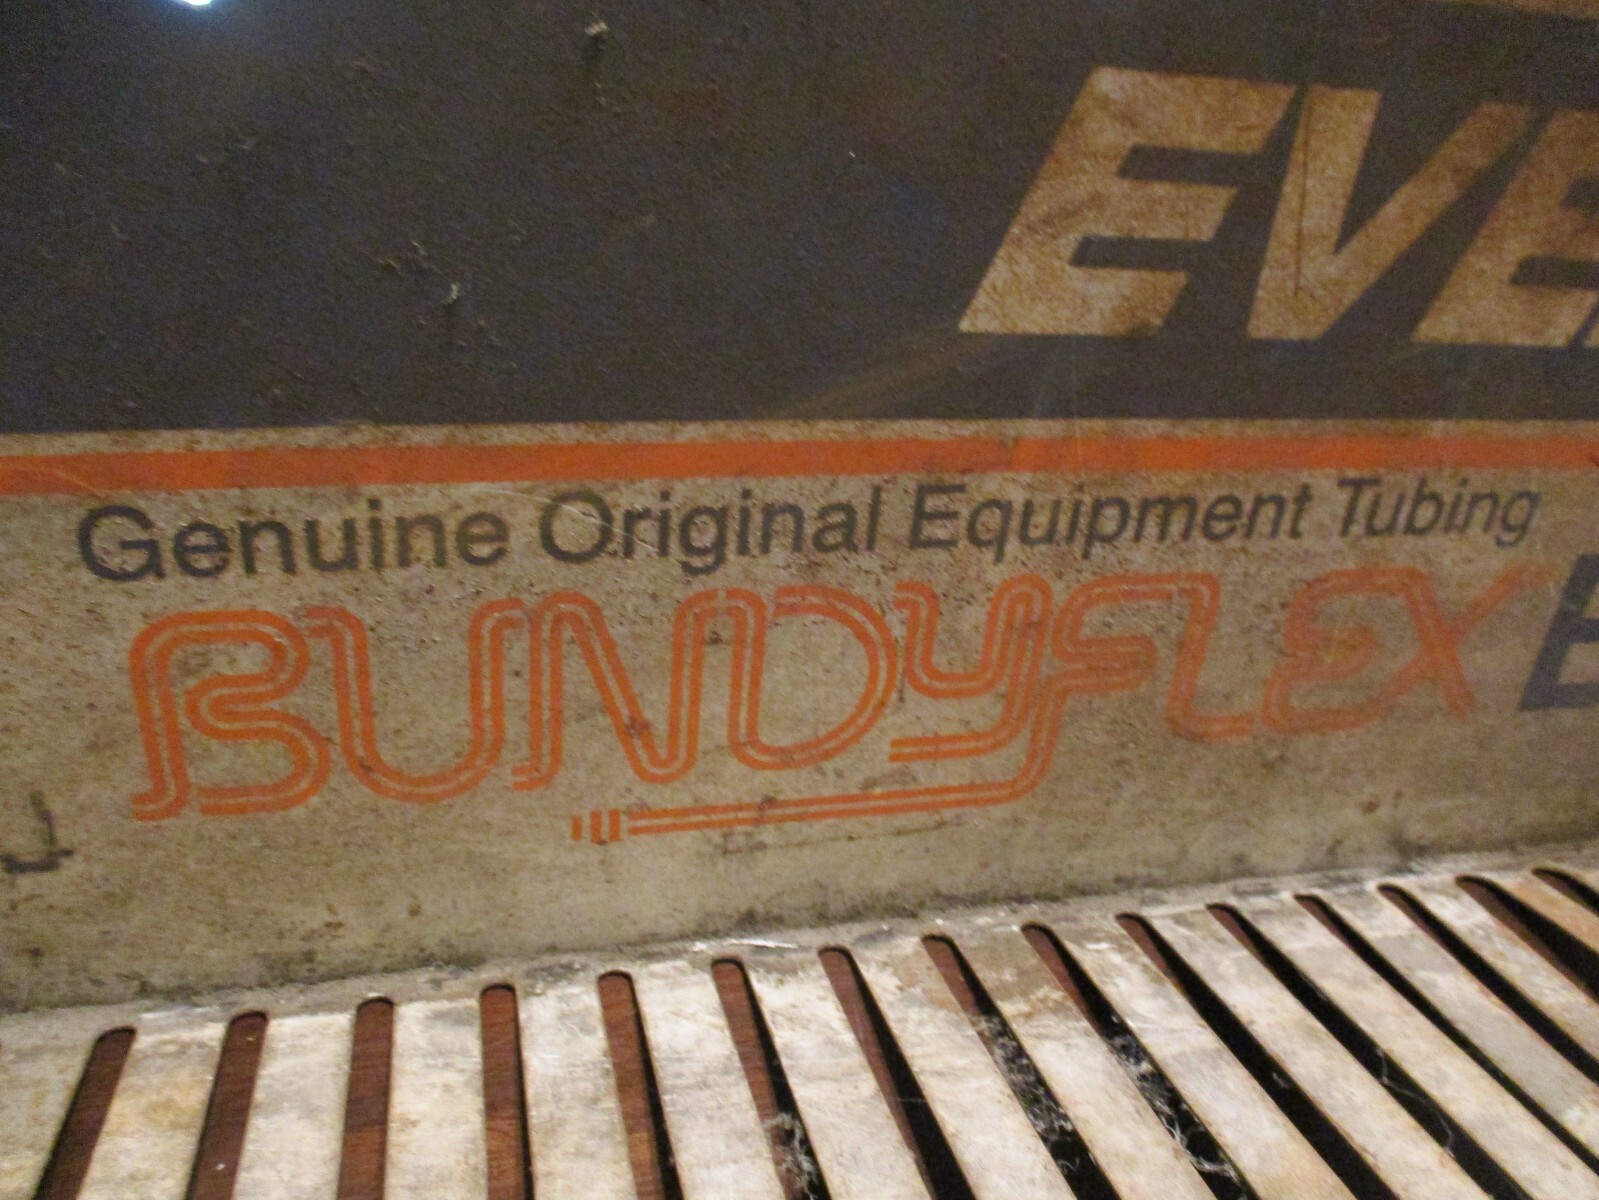 EVE
Genuine Original Equipment Tubing
BUNDYFLEX